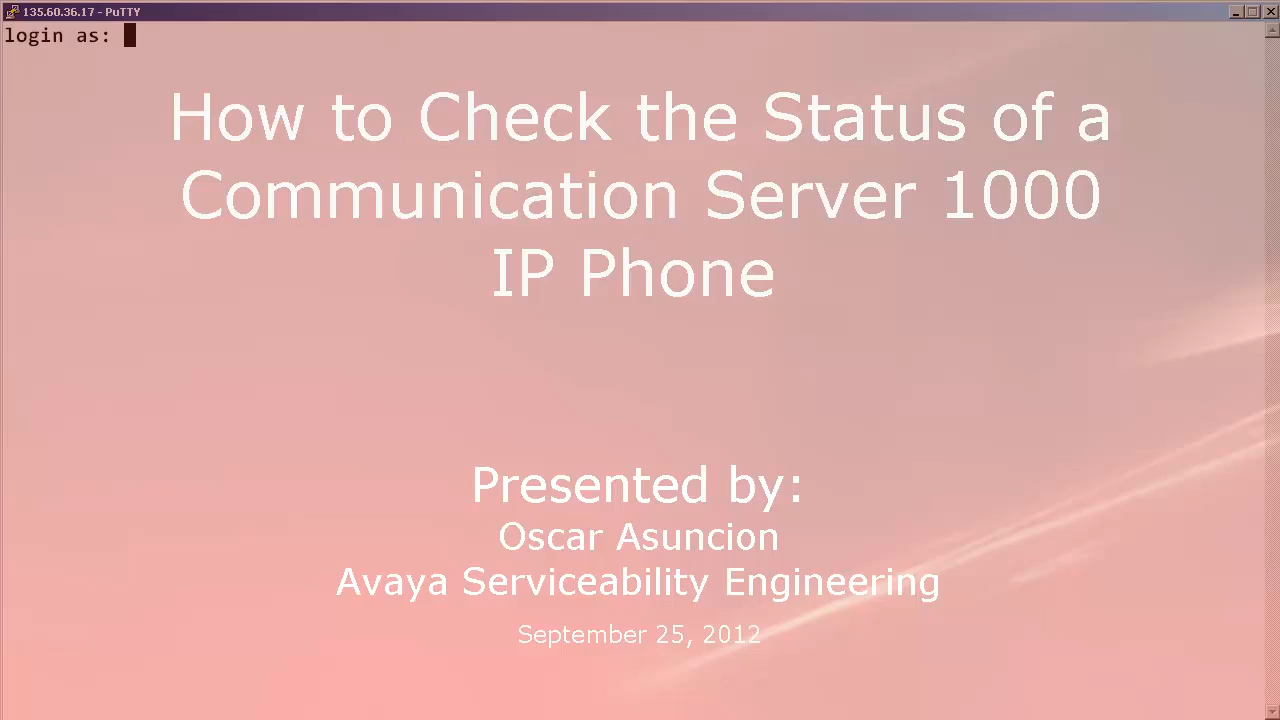 135.60.36.17 - PuTTY
login as:
How to Check the Status of a
Communication Server 1000
IP Phone
Presented by:
Oscar Asuncion
Avaya Serviceability Engineering
September 25, 2012